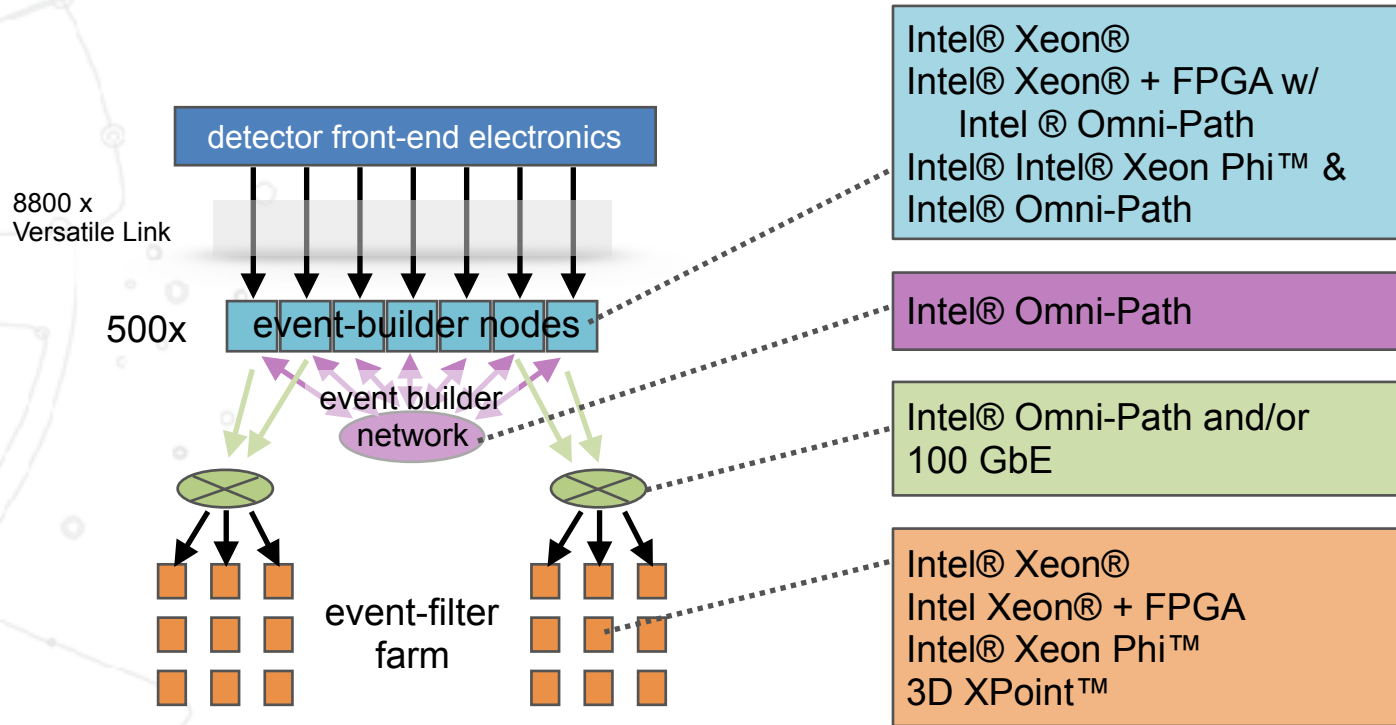 detector front-end electronics
8800 x
Versatile Link
500x
event-builder nodes
event builder
network
event-filter
farm
Intel® Xeon®
Intel® Xeon® + FPGA w/
Intel ® Omni-Path
Intel® Intel® Xeon Phi™ &
Intel® Omni-Path
Intel® Omni-Path
Intel® Omni-Path and/or
100 GbE
Intel® Xeon®
Intel Xeon® + FPGA
Intel® Xeon Phi™
3D XPoint™